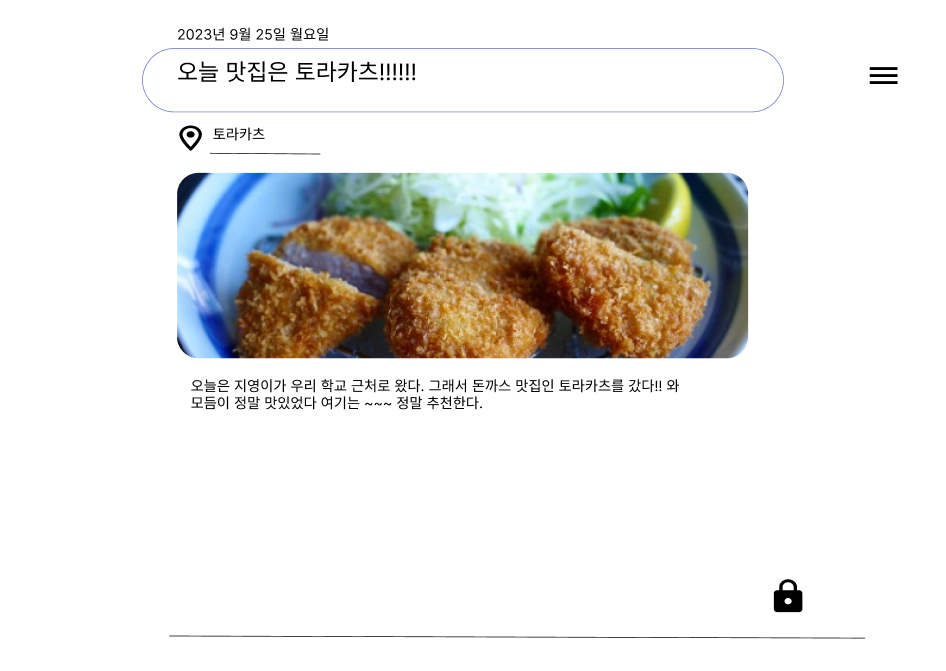 2023년 9월 25일 월요일
오늘 맛집은 토라카츠!!!!!!
토라카츠
오늘은 지영이가 우리 학교 근처로 왔다. 그래서 돈까스 맛집인 토라카츠를 갔다!! 와
모듬이 정말 맛있었다 여기는 ~~~ 정말 추천한다.